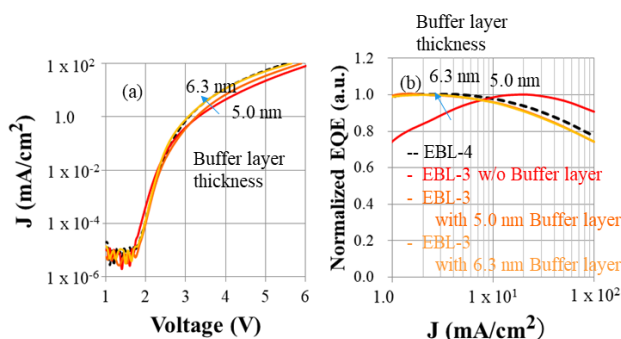 Buffer layer
thickness
1 x 10²
1.0
1 x 10⁻²
1 x 10⁻⁴
1 x 10⁻⁶
J (mA/cm²)
(a)
6.3 nm
5.0 nm
Buffer layer
thickness
1 2 3 4 5 6
Voltage (V)
1.2
1.0
0.8
0.6
0.4
0.2
0.0
Normalized EQE (a.u.)
(b)
6.3 nm
5.0 nm
-- EBL-4
- EBL-3 w/o Buffer layer
- EBL-3
with 5.0 nm Buffer layer
- EBL-3
with 6.3 nm Buffer layer
1.0 1 x 10¹ 1 x 10²
J (mA/cm²)